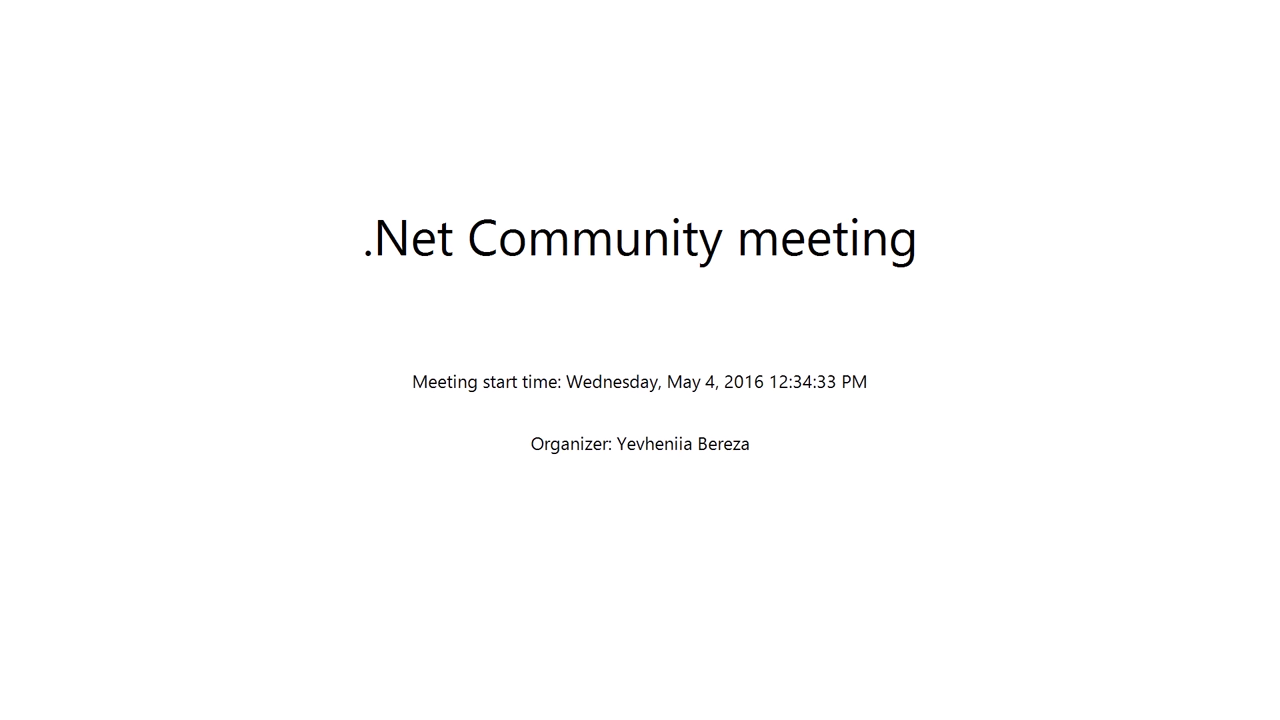 .Net Community meeting
Meeting start time: Wednesday, May 4, 2016 12:34:33 PM
Organizer: Yevheniia Bereza